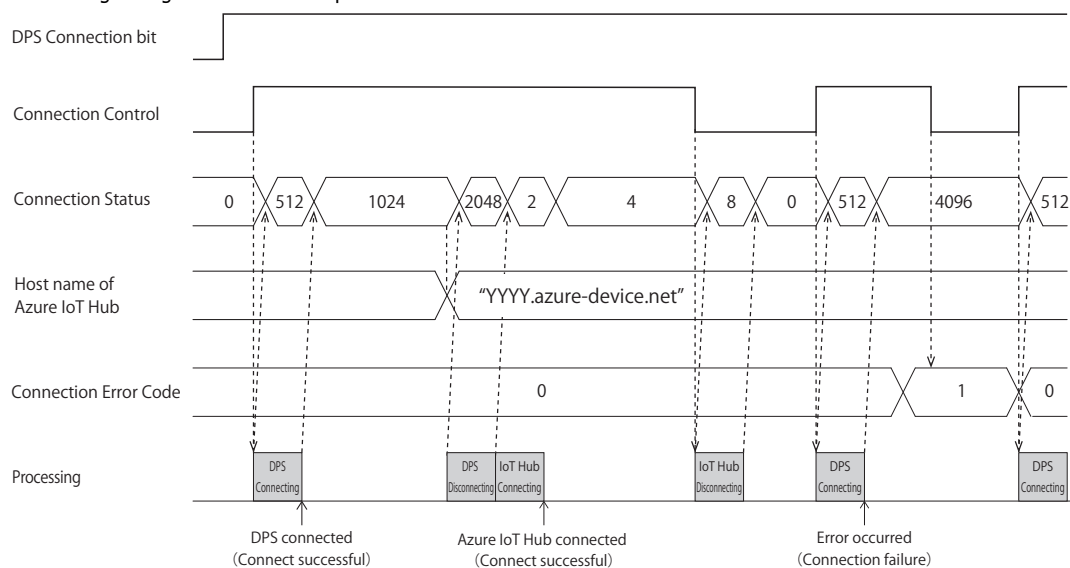 DPS Connection bit
Connection Control
Connection Status
0 512 1024 2048 2 4 8 0 512 4096 512
Host name of
Azure IoT Hub
“YYYY.azure-device.net”
Connection Error Code
0 1 0
Processing
DPS
Connecting
DPS
Disconnecting
IoT Hub
Connecting
IoT Hub
Disconnecting
DPS
Connecting
DPS
Connecting
DPS connected
(Connect successful)
Azure IoT Hub connected
(Connect successful)
Error occurred
(Connection failure)